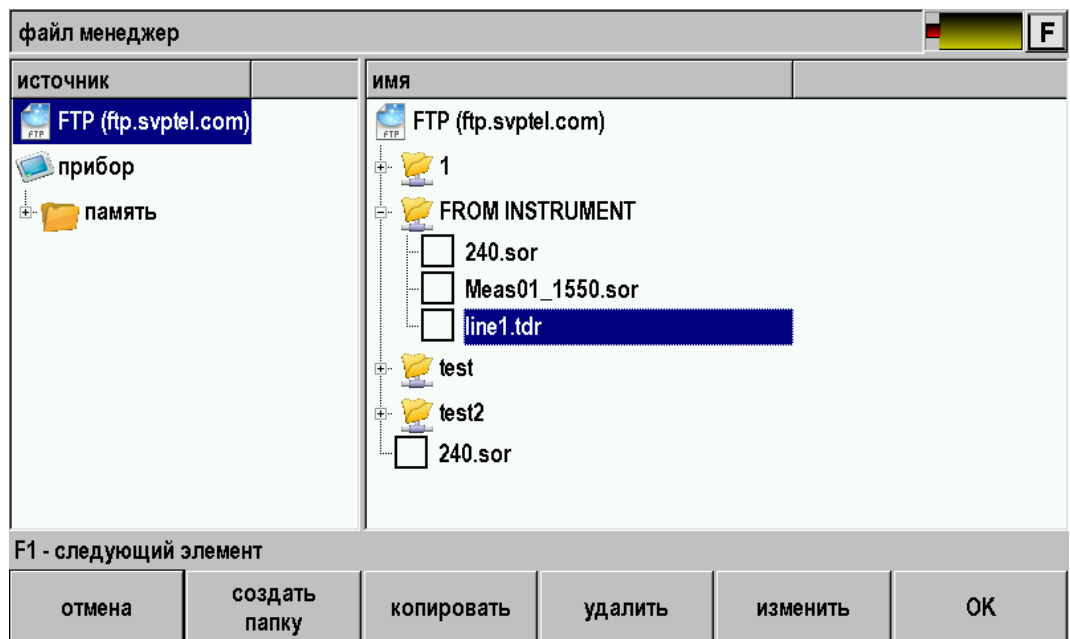 файл менеджер
F
источник
имя
FTP (ftp.svptel.com)
прибор
память
FTP (ftp.svptel.com)
1
FROM INSTRUMENT
240.sor
Meas01_1550.sor
line1.tdr
test
test2
240.sor
F1 - следующий элемент
отмена
создать
папку
копировать
удалить
изменить
OK